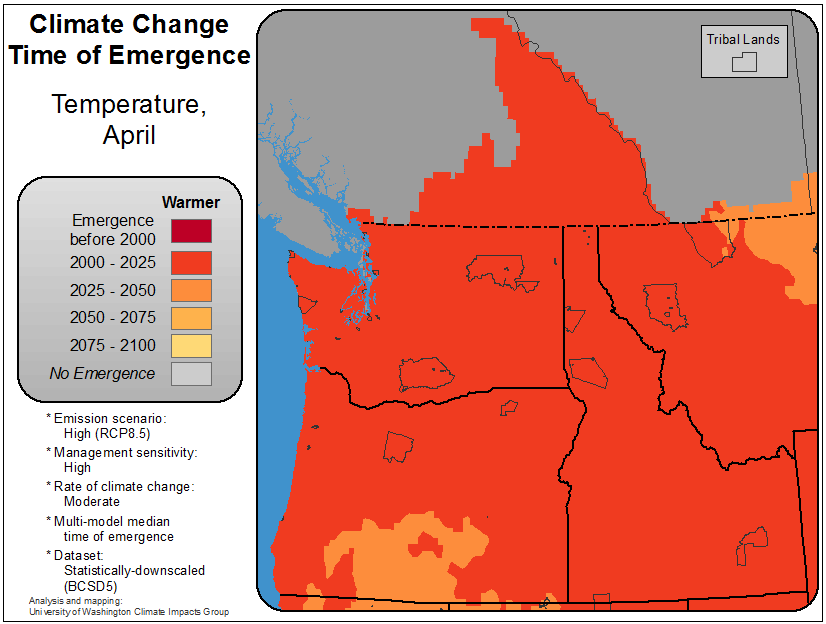 Climate Change
Time of Emergence
Temperature,
April
Warmer
Emergence
before 2000
2000 - 2025
2025 - 2050
2050 - 2075
2075 - 2100
No Emergence
* Emission scenario:
High (RCP8.5)
* Management sensitivity:
High
* Rate of climate change:
Moderate
* Multi-model median
time of emergence
* Dataset:
Statistically-downscaled
(BCSD5)
Analysis and mapping:
University of Washington Climate Impacts Group
Tribal Lands